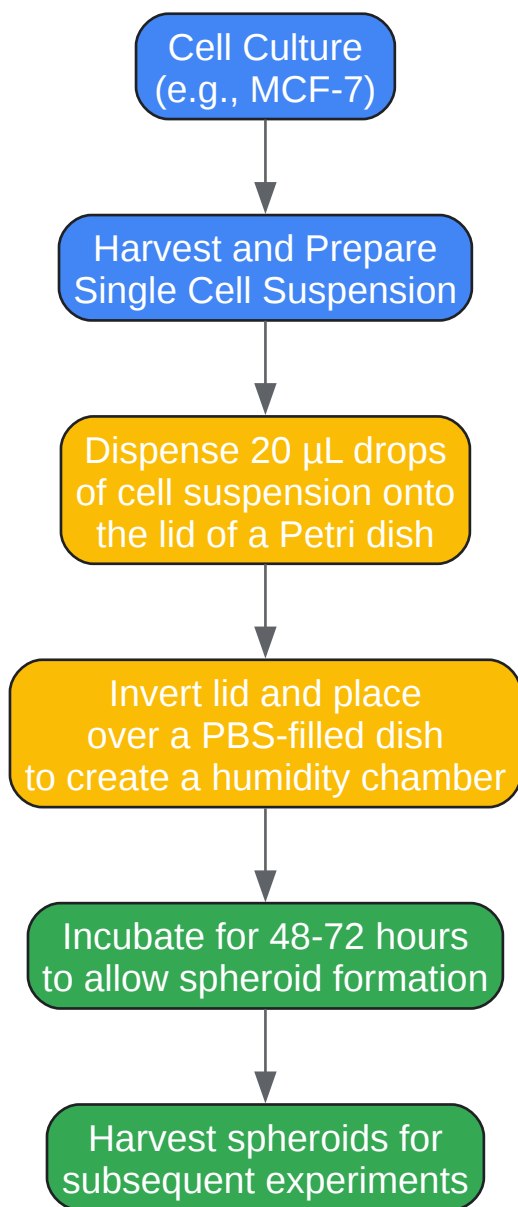 Cell Culture
(e.g., MCF-7)
Harvest and Prepare
Single Cell Suspension
Dispense 20 µL drops
of cell suspension onto
the lid of a Petri dish
Invert lid and place
over a PBS-filled dish
to create a humidity chamber
Incubate for 48-72 hours
to allow spheroid formation
Harvest spheroids for
subsequent experiments